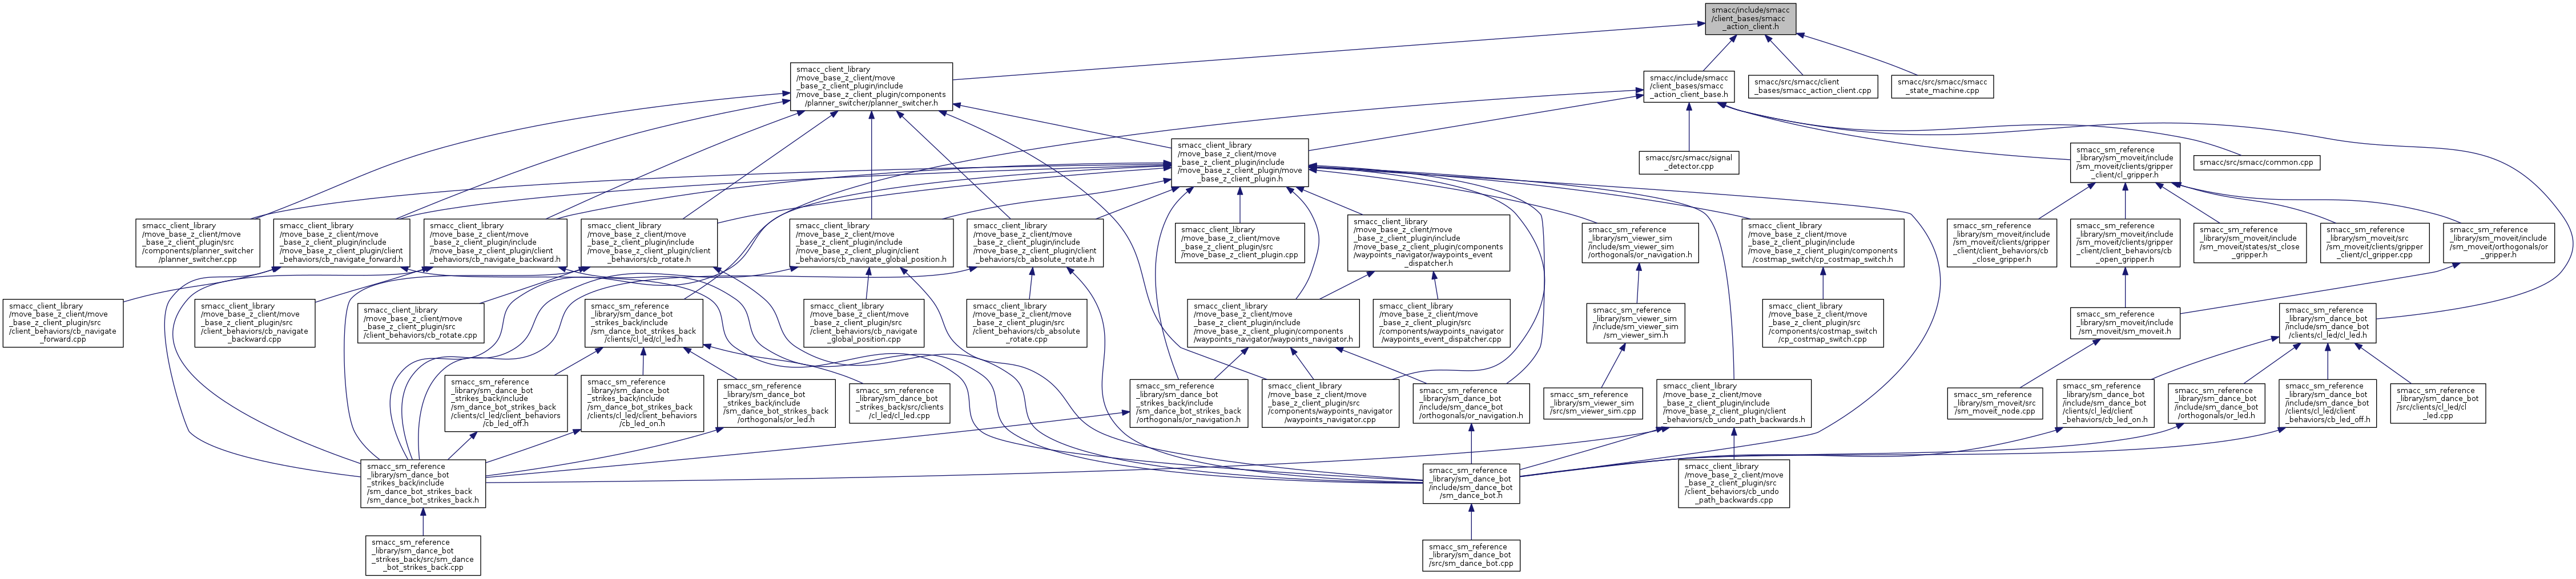 smacc/include/smacc
/client_bases/smacc
_action_client.h
smacc_client_library
/move_base_z_client/move
_base_z_client_plugin/include
/move_base_z_client_plugin/components
/planner_switcher/planner_switcher.h
smacc/include/smacc
/client_bases/smacc
_action_client_base.h
smacc/src/smacc/client
_bases/smacc_action_client.cpp
smacc/src/smacc/smacc
_state_machine.cpp
smacc_client_library
/move_base_z_client/move
_base_z_client_plugin/include
/move_base_z_client_plugin/move
_base_z_client_plugin.h
smacc/src/smacc/signal
_detector.cpp
smacc_sm_reference
_library/sm_moveit/include
/sm_moveit/clients/gripper
_client/cl_gripper.h
smacc/src/smacc/common.cpp
smacc_client_library
/move_base_z_client/move
_base_z_client_plugin/src
/components/planner_switcher
/planner_switcher.cpp
smacc_client_library
/move_base_z_client/move
_base_z_client_plugin/include
/move_base_z_client_plugin/client
_behaviors/cb_navigate_forward.h
smacc_client_library
/move_base_z_client/move
_base_z_client_plugin/include
/move_base_z_client_plugin/client
_behaviors/cb_navigate_backward.h
smacc_client_library
/move_base_z_client/move
_base_z_client_plugin/include
/move_base_z_client_plugin/client
_behaviors/cb_rotate.h
smacc_client_library
/move_base_z_client/move
_base_z_client_plugin/include
/move_base_z_client_plugin/client
_behaviors/cb_navigate_global_position.h
smacc_client_library
/move_base_z_client/move
_base_z_client_plugin/include
/move_base_z_client_plugin/client
_behaviors/cb_absolute_rotate.h
smacc_client_library
/move_base_z_client/move
_base_z_client_plugin/src
/move_base_z_client_plugin.cpp
smacc_client_library
/move_base_z_client/move
_base_z_client_plugin/include
/move_base_z_client_plugin/components
/waypoints_navigator/waypoints_event
_dispatcher.h
smacc_sm_reference
_library/sm_viewer_sim
/include/sm_viewer_sim
/orthogonals/or_navigation.h
smacc_client_library
/move_base_z_client/move
_base_z_client_plugin/include
/move_base_z_client_plugin/components
/costmap_switch/cp_costmap_switch.h
smacc_sm_reference
_library/sm_moveit/include
/sm_moveit/clients/gripper
_client/client_behaviors/cb
_close_gripper.h
smacc_sm_reference
_library/sm_moveit/include
/sm_moveit/clients/gripper
_client/client_behaviors/cb
_open_gripper.h
smacc_sm_reference
_library/sm_moveit/include
/sm_moveit/states/st_close
_gripper.h
smacc_sm_reference
_library/sm_moveit/src
/sm_moveit/clients/gripper
_client/cl_gripper.cpp
smacc_sm_reference
_library/sm_moveit/include
/sm_moveit/orthogonals/or
_gripper.h
smacc_client_library
/move_base_z_client/move
_base_z_client_plugin/src
/client_behaviors/cb_navigate
_forward.cpp
smacc_client_library
/move_base_z_client/move
_base_z_client_plugin/src
/client_behaviors/cb_navigate
_backward.cpp
smacc_client_library
/move_base_z_client/move
_base_z_client_plugin/src
/client_behaviors/cb_rotate.cpp
smacc_sm_reference
_library/sm_dance_bot
_strikes_back/include
/sm_dance_bot_strikes_back
/clients/cl_led/cl_led.h
smacc_client_library
/move_base_z_client/move
_base_z_client_plugin/src
/client_behaviors/cb_navigate
_global_position.cpp
smacc_client_library
/move_base_z_client/move
_base_z_client_plugin/src
/client_behaviors/cb_absolute
_rotate.cpp
smacc_client_library
/move_base_z_client/move
_base_z_client_plugin/include
/move_base_z_client_plugin/components
/waypoints_navigator/waypoints_navigator.h
smacc_client_library
/move_base_z_client/move
_base_z_client_plugin/src
/components/waypoints_navigator
/waypoints_event_dispatcher.cpp
smacc_sm_reference
_library/sm_viewer_sim
/include/sm_viewer_sim
/sm_viewer_sim.h
smacc_client_library
/move_base_z_client/move
_base_z_client_plugin/src
/components/costmap_switch
/cp_costmap_switch.cpp
smacc_sm_reference
_library/sm_moveit/include
/sm_moveit/sm_moveit.h
smacc_sm_reference
_library/sm_dance_bot
/include/sm_dance_bot
/clients/cl_led/cl_led.h
smacc_sm_reference
_library/sm_dance_bot
_strikes_back/include
/sm_dance_bot_strikes_back
/clients/cl_led/client_behaviors
/cb_led_off.h
smacc_sm_reference
_library/sm_dance_bot
_strikes_back/include
/sm_dance_bot_strikes_back
/clients/cl_led/client_behaviors
/cb_led_on.h
smacc_sm_reference
_library/sm_dance_bot
_strikes_back/include
/sm_dance_bot_strikes_back
/orthogonals/or_led.h
smacc_sm_reference
_library/sm_dance_bot
_strikes_back/src/clients
/cl_led/cl_led.cpp
smacc_sm_reference
_library/sm_dance_bot
_strikes_back/include
/sm_dance_bot_strikes_back
/orthogonals/or_navigation.h
smacc_client_library
/move_base_z_client/move
_base_z_client_plugin/src
/components/waypoints_navigator
/waypoints_navigator.cpp
smacc_sm_reference
_library/sm_dance_bot
/include/sm_dance_bot
/orthogonals/or_navigation.h
smacc_sm_reference
_library/sm_viewer_sim
/src/sm_viewer_sim.cpp
smacc_client_library
/move_base_z_client/move
_base_z_client_plugin/include
/move_base_z_client_plugin/client
_behaviors/cb_undo_path_backwards.h
smacc_sm_reference
_library/sm_moveit/src
/sm_moveit_node.cpp
smacc_sm_reference
_library/sm_dance_bot
/include/sm_dance_bot
/clients/cl_led/client
_behaviors/cb_led_on.h
smacc_sm_reference
_library/sm_dance_bot
/include/sm_dance_bot
/orthogonals/or_led.h
smacc_sm_reference
_library/sm_dance_bot
/include/sm_dance_bot
/clients/cl_led/client
_behaviors/cb_led_off.h
smacc_sm_reference
_library/sm_dance_bot
/src/clients/cl_led/cl
_led.cpp
smacc_sm_reference
_library/sm_dance_bot
_strikes_back/include
/sm_dance_bot_strikes_back
/sm_dance_bot_strikes_back.h
smacc_sm_reference
_library/sm_dance_bot
/include/sm_dance_bot
/sm_dance_bot.h
smacc_client_library
/move_base_z_client/move
_base_z_client_plugin/src
/client_behaviors/cb_undo
_path_backwards.cpp
smacc_sm_reference
_library/sm_dance_bot
_strikes_back/src/sm_dance
_bot_strikes_back.cpp
smacc_sm_reference
_library/sm_dance_bot
/src/sm_dance_bot.cpp